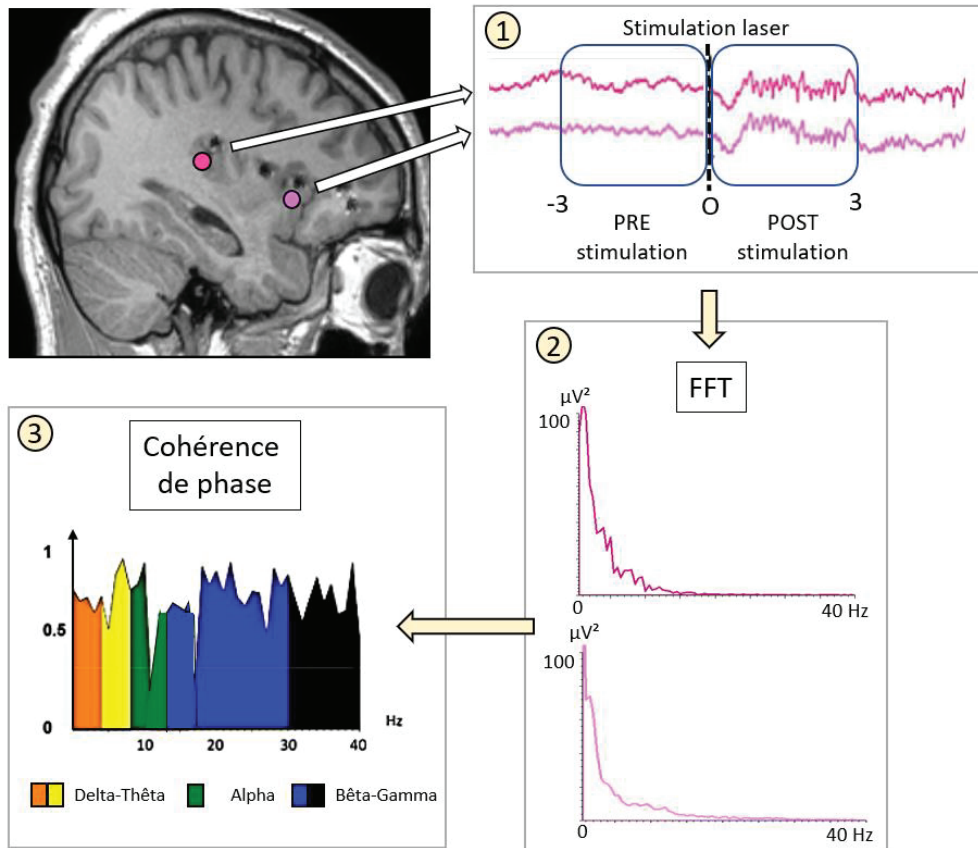 1
Stimulation laser
-3
O
3
PRE
stimulation
POST
stimulation
2
FFT
µV²
100
0
40 Hz
µV²
100
0
40 Hz
3
Cohérence
de phase
1
0.5
0
10
20
30
40
Hz
Delta-Thêta
Alpha
Bêta-Gamma